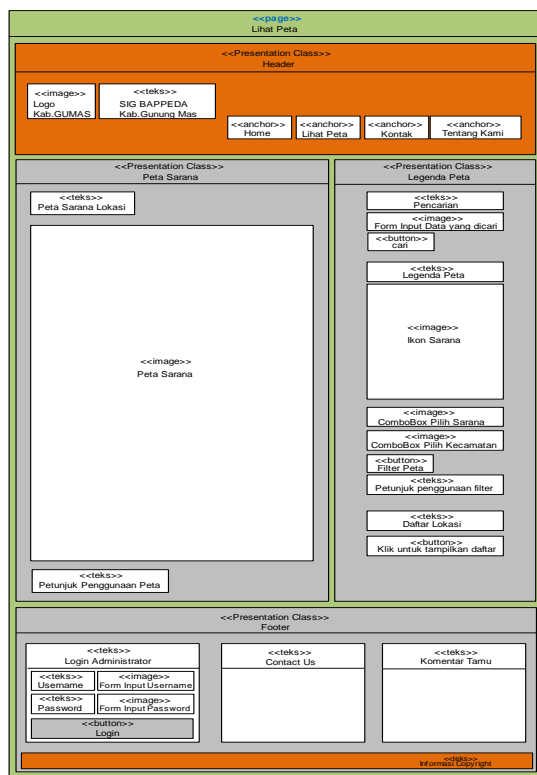 <<page>>
Lihat Peta
<<Presentation Class>>
Header
<<image>>
Logo
Kab.GUMAS
<<teks>>
SIG BAPPEDA
Kab.Gunung Mas
<<anchor>>
Home
<<anchor>>
Lihat Peta
<<anchor>>
Kontak
<<anchor>>
Tentang Kami
<<Presentation Class>>
Peta Sarana
<<teks>>
Peta Sarana Lokasi
<<image>>
Peta Sarana
<<teks>>
Petunjuk Penggunaan Peta
<<Presentation Class>>
Legenda Peta
<<teks>>
Pencarian
<<image>>
Form Input Data yang dicari
<<button>>
cari
<<teks>>
Legenda Peta
<<image>>
Ikon Sarana
<<image>>
ComboBox Pilih Sarana
<<image>>
ComboBox Pilih Kecamatan
<<button>>
Filter Peta
<<teks>>
Petunjuk penggunaan filter
<<teks>>
Daftar Lokasi
<<button>>
Klik untuk tampilkan daftar
<<Presentation Class>>
Footer
<<teks>>
Login Administrator
<<teks>>
Username
<<image>>
Form Input Username
<<teks>>
Password
<<image>>
Form Input Password
<<button>>
Login
<<teks>>
Contact Us
<<teks>>
Komentar Tamu
<<teks>>
Informasi Copyright